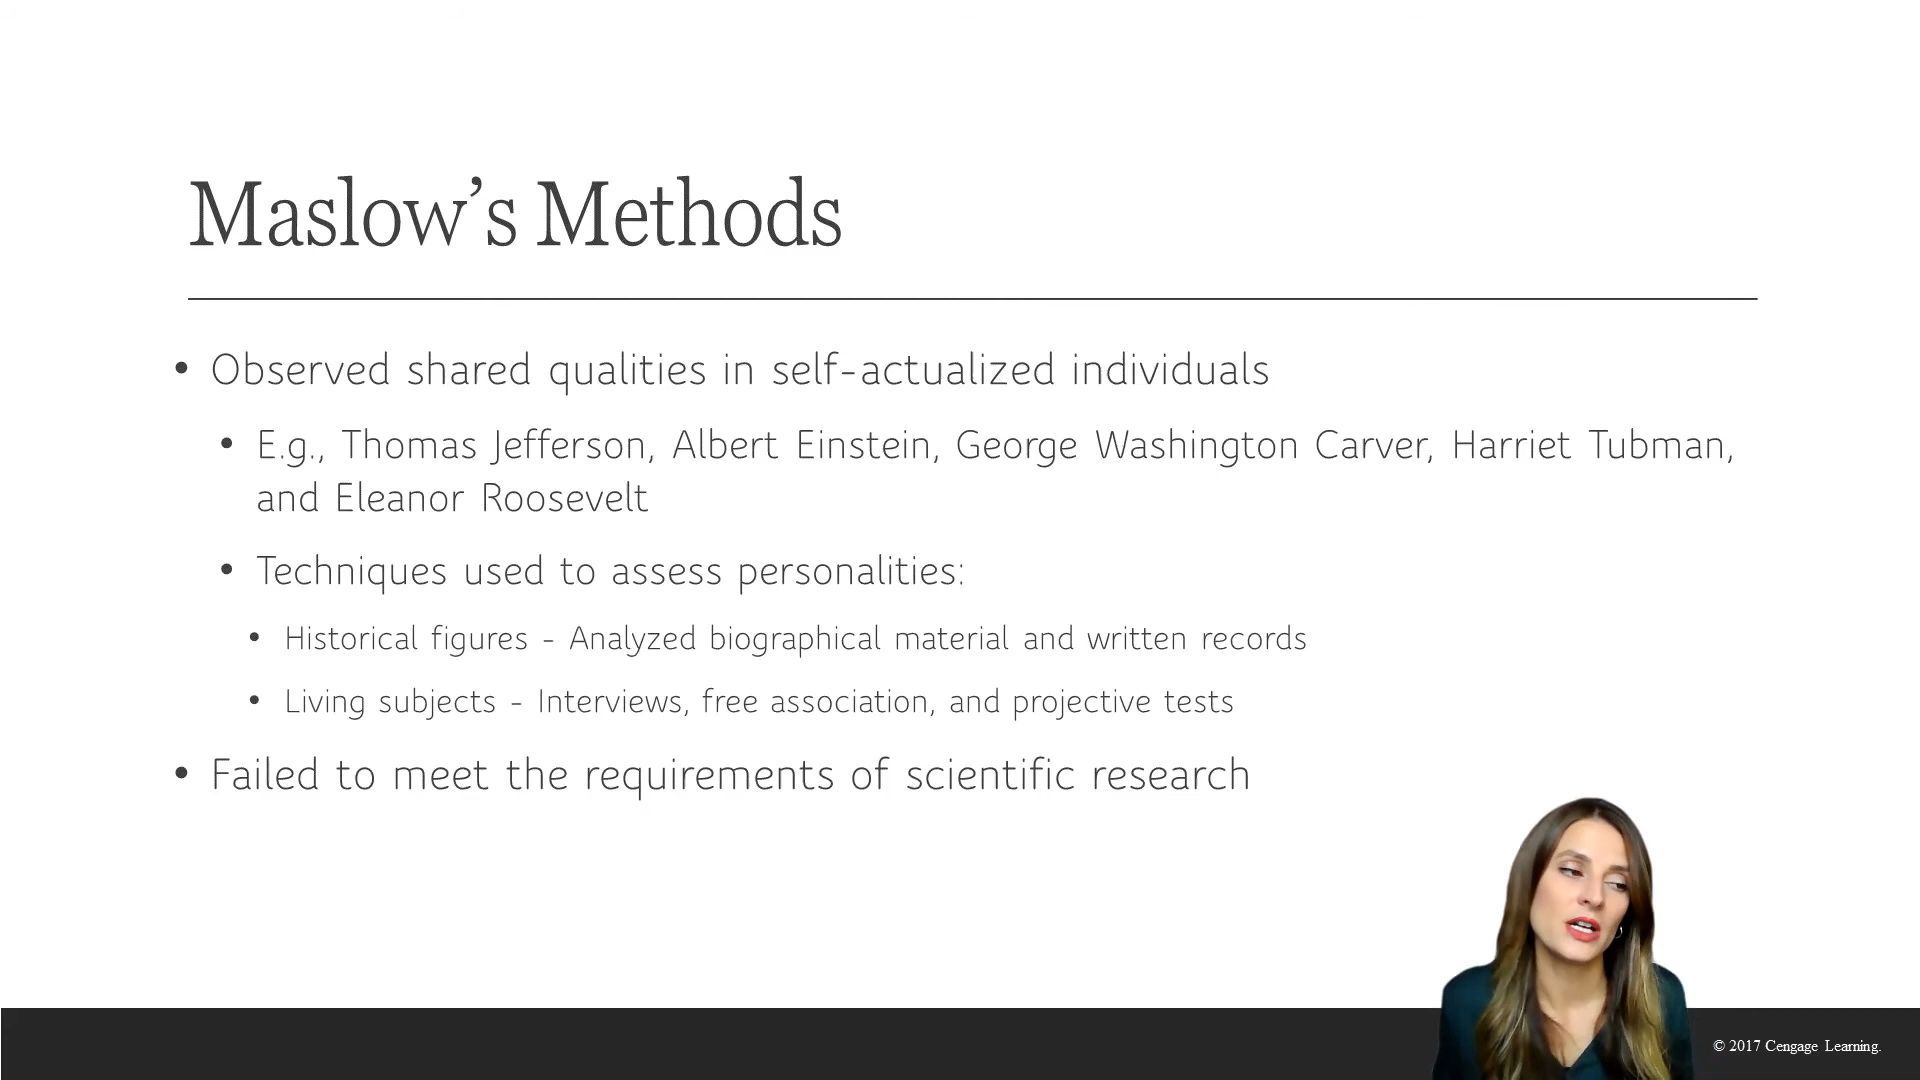 Maslow’s Methods
• Observed shared qualities in self-actualized individuals
• E.g., Thomas Jefferson, Albert Einstein, George Washington Carver, Harriet Tubman,
and Eleanor Roosevelt
• Techniques used to assess personalities:
• Historical figures - Analyzed biographical material and written records
• Living subjects - Interviews, free association, and projective tests
• Failed to meet the requirements of scientific research
© 2017 Cengage Learning.